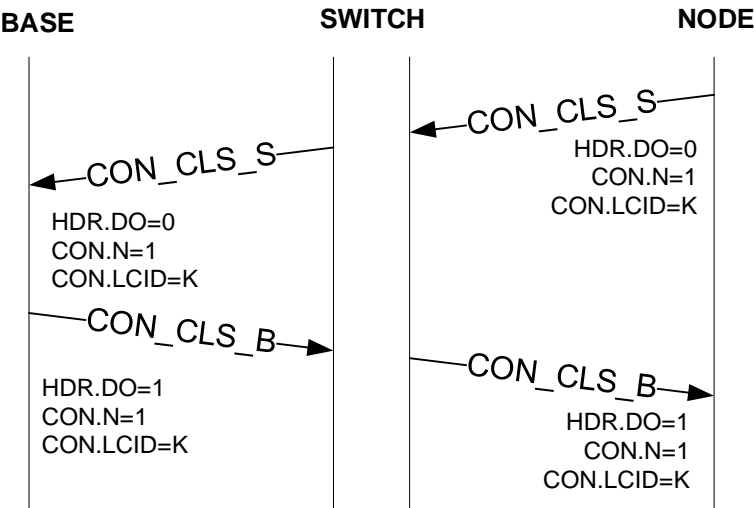 BASE
SWITCH
NODE
CON_CLS_S
HDR.DO=0
CON.N=1
CON.LCID=K
CON_CLS_S
HDR.DO=0
CON.N=1
CON.LCID=K
CON_CLS_B
HDR.DO=1
CON.N=1
CON.LCID=K
CON_CLS_B
HDR.DO=1
CON.N=1
CON.LCID=K